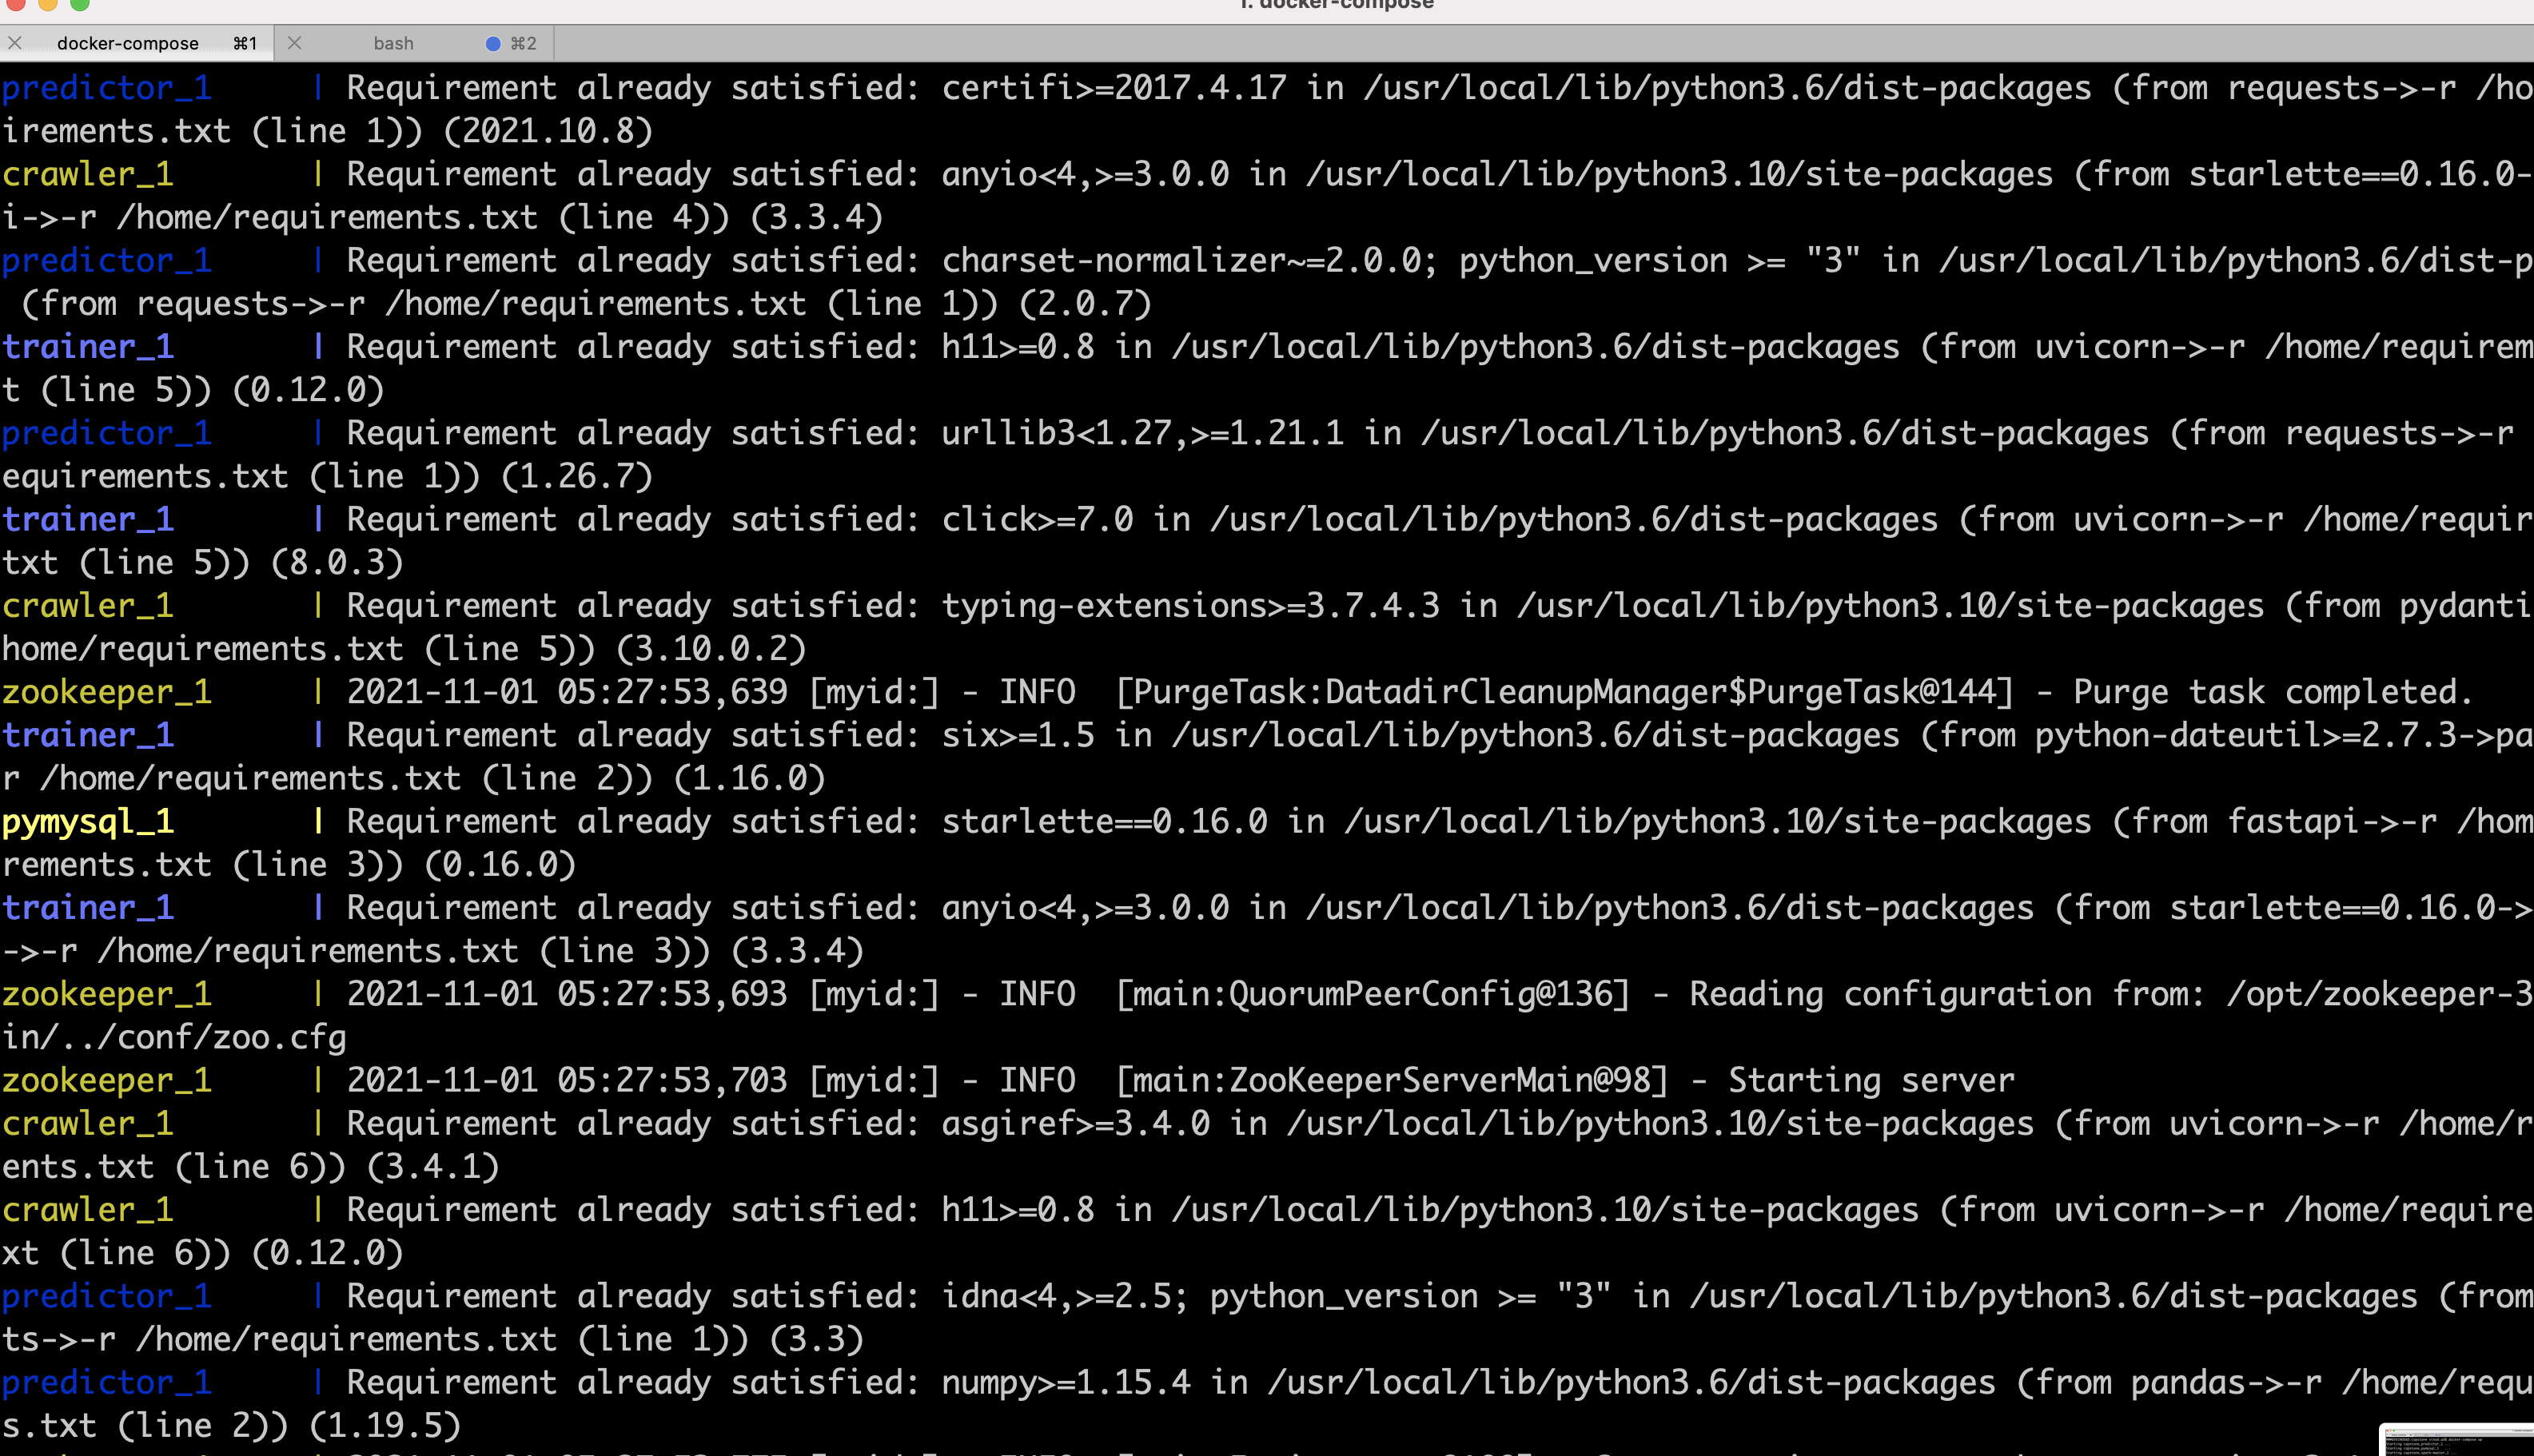 1. docker-compose
docker-compose ⌘1 bash ⌘2
predictor_1 | Requirement already satisfied: certifi>=2017.4.17 in /usr/local/lib/python3.6/dist-packages (from requests->-r /ho
irements.txt (line 1)) (2021.10.8)
crawler_1 | Requirement already satisfied: anyio<4,>=3.0.0 in /usr/local/lib/python3.10/site-packages (from starlette==0.16.0-
i->-r /home/requirements.txt (line 4)) (3.3.4)
predictor_1 | Requirement already satisfied: charset-normalizer~=2.0.0; python_version >= "3" in /usr/local/lib/python3.6/dist-p
(from requests->-r /home/requirements.txt (line 1)) (2.0.7)
trainer_1 | Requirement already satisfied: h11>=0.8 in /usr/local/lib/python3.6/dist-packages (from uvicorn->-r /home/requirem
t (line 5)) (0.12.0)
predictor_1 | Requirement already satisfied: urllib3<1.27,>=1.21.1 in /usr/local/lib/python3.6/dist-packages (from requests->-r
equirements.txt (line 1)) (1.26.7)
trainer_1 | Requirement already satisfied: click>=7.0 in /usr/local/lib/python3.6/dist-packages (from uvicorn->-r /home/requir
txt (line 5)) (8.0.3)
crawler_1 | Requirement already satisfied: typing-extensions>=3.7.4.3 in /usr/local/lib/python3.10/site-packages (from pydanti
home/requirements.txt (line 5)) (3.10.0.2)
zookeeper_1 | 2021-11-01 05:27:53,639 [myid:] - INFO [PurgeTask:DatadirCleanupManager$PurgeTask@144] - Purge task completed.
trainer_1 | Requirement already satisfied: six>=1.5 in /usr/local/lib/python3.6/dist-packages (from python-dateutil>=2.7.3->pa
r /home/requirements.txt (line 2)) (1.16.0)
pymysql_1 | Requirement already satisfied: starlette==0.16.0 in /usr/local/lib/python3.10/site-packages (from fastapi->-r /hom
rements.txt (line 3)) (0.16.0)
trainer_1 | Requirement already satisfied: anyio<4,>=3.0.0 in /usr/local/lib/python3.6/dist-packages (from starlette==0.16.0->
->-r /home/requirements.txt (line 3)) (3.3.4)
zookeeper_1 | 2021-11-01 05:27:53,693 [myid:] - INFO [main:QuorumPeerConfig@136] - Reading configuration from: /opt/zookeeper-3
in/../conf/zoo.cfg
zookeeper_1 | 2021-11-01 05:27:53,703 [myid:] - INFO [main:ZooKeeperServerMain@98] - Starting server
crawler_1 | Requirement already satisfied: asgiref>=3.4.0 in /usr/local/lib/python3.10/site-packages (from uvicorn->-r /home/r
ents.txt (line 6)) (3.4.1)
crawler_1 | Requirement already satisfied: h11>=0.8 in /usr/local/lib/python3.10/site-packages (from uvicorn->-r /home/require
xt (line 6)) (0.12.0)
predictor_1 | Requirement already satisfied: idna<4,>=2.5; python_version >= "3" in /usr/local/lib/python3.6/dist-packages (from
ts->-r /home/requirements.txt (line 1)) (3.3)
predictor_1 | Requirement already satisfied: numpy>=1.15.4 in /usr/local/lib/python3.6/dist-packages (from pandas->-r /home/requ
s.txt (line 2)) (1.19.5)